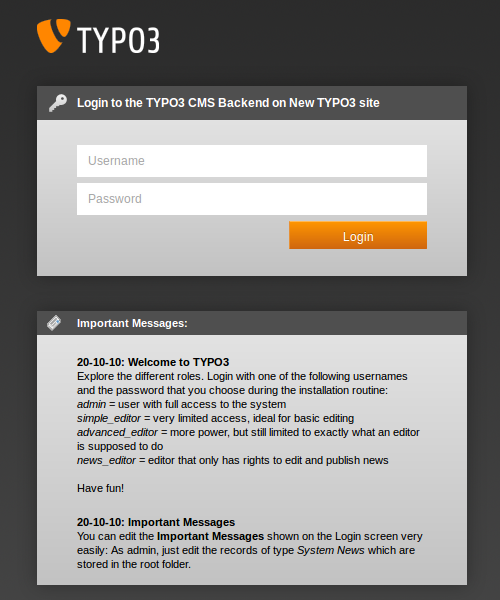 TYPO3
Login to the TYPO3 CMS Backend on New TYPO3 site
Username
Password
Login
Important Messages:
20-10-10: Welcome to TYPO3
Explore the different roles. Login with one of the following usernames
and the password that you choose during the installation routine:
admin = user with full access to the system
simple_editor = very limited access, ideal for basic editing
advanced_editor = more power, but still limited to exactly what an editor
is supposed to do
news_editor = editor that only has rights to edit and publish news
Have fun!
20-10-10: Important Messages
You can edit the Important Messages shown on the Login screen very
easily: As admin, just edit the records of type System News which are
stored in the root folder.